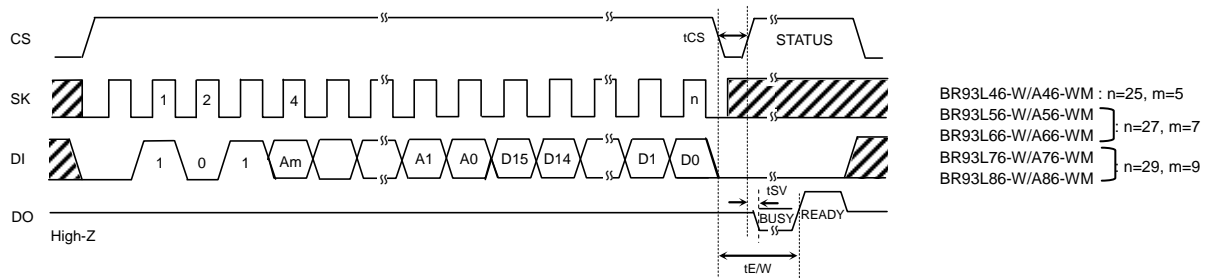 CS
tCS
STATUS
SK
1
2
4
n
DI
1
0
1
Am
A1
A0
D15
D14
D1
D0
tSV
DO
BUSY
READY
High-Z
tE/W
BR93L46-W/A46-WM : n=25, m=5
BR93L56-W/A56-WM
BR93L66-W/A66-WM
: n=27, m=7
BR93L76-W/A76-WM
BR93L86-W/A86-WM
: n=29, m=9